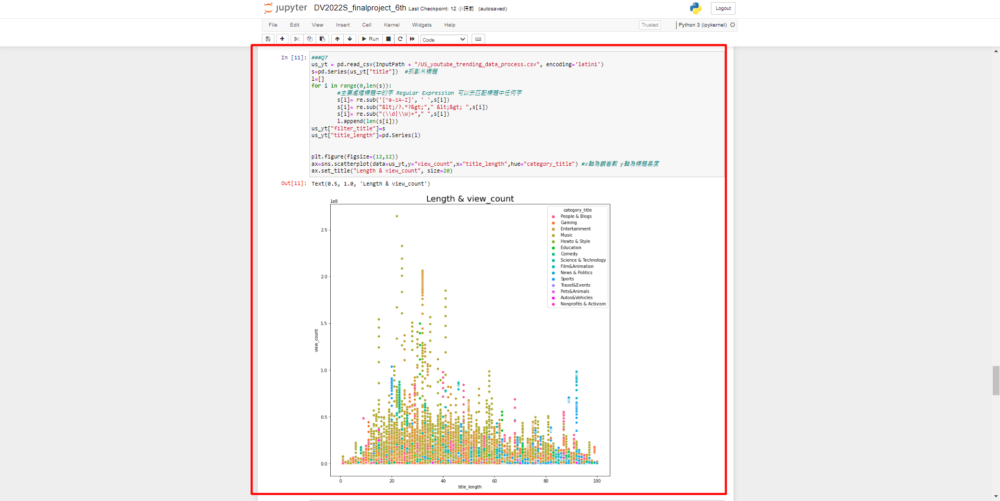 jupyter DV2022S_finalproject_6th Last Checkpoint: 12 小時前 (autosaved)
Logout
File Edit View Insert Cell Kernel Widgets Help
Trusted
Python 3 (ipykernel)
Run
Code
In [11]:
###Q7
us_yt = pd.read_csv(InputPath + "/US_youtube_trending_data_process.csv", encoding='latin1')
s=pd.Series(us_yt["title"]) #抓影片標題
l=[]
for i in range(0,len(s)):
#主要處理標題中的字 Regular Expression 可以去匹配標題中任何字
s[i]= re.sub('[^a-zA-Z]', ' ',s[i])
s[i]= re.sub("&lt;/?.*?&gt;"," &lt;&gt; ",s[i])
s[i]= re.sub("(\\d|\\W)+"," ",s[i])
l.append(len(s[i]))
us_yt["filter_title"]=s
us_yt["title_length"]=pd.Series(l)
plt.figure(figsize=(12,12))
ax=sns.scatterplot(data=us_yt,y="view_count",x="title_length",hue="category_title") #x軸為觀看數 y軸為標題長度
ax.set_title("Length & view_count", size=20)
Out[11]: Text(0.5, 1.0, 'Length & view_count')
Length & view_count
1e8
category_title
People & Blogs
Gaming
Entertainment
Music
Howto & Style
Education
Comedy
Science & Technology
Film&Animation
News & Politics
Sports
Travel&Events
Pets&Animals
Autos&Vehicles
Nonprofits & Activism
2.5
2.0
1.5
1.0
0.5
0.0
view_count
0 20 40 60 80 100
title_length